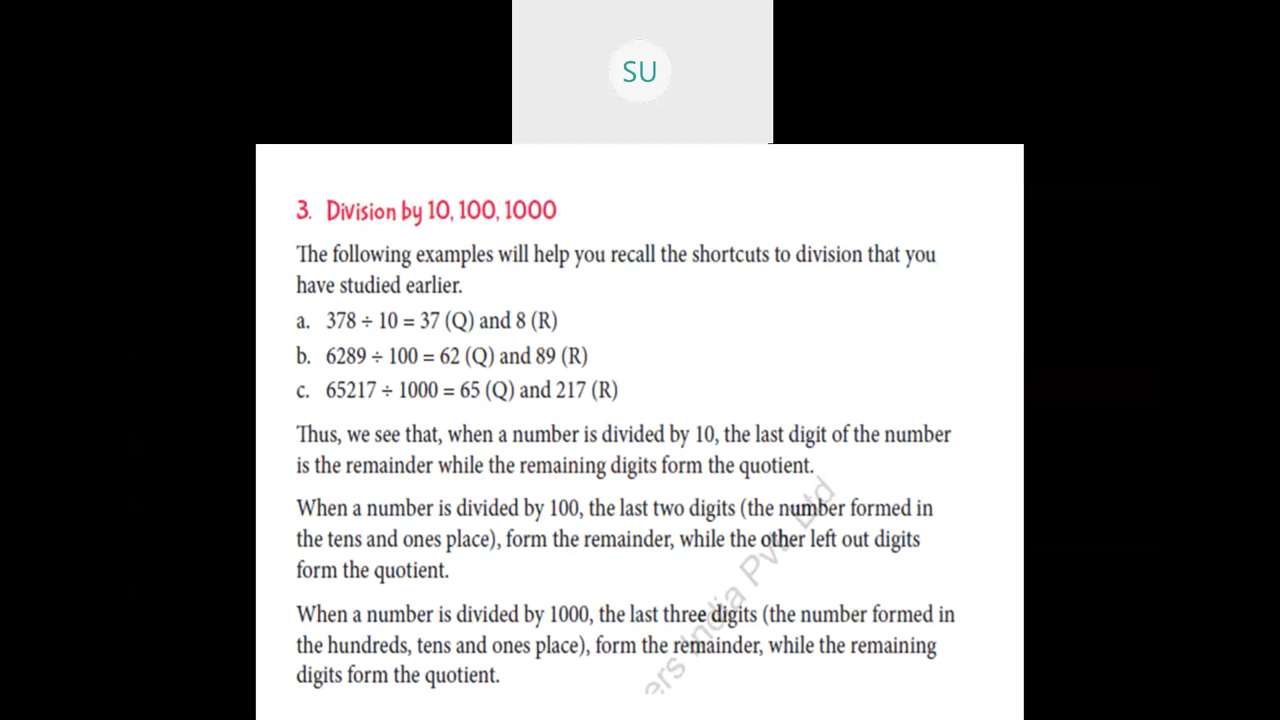 SU
3. Division by 10, 100, 1000
The following examples will help you recall the shortcuts to division that you
have studied earlier.
a. 378 ÷ 10 = 37 (Q) and 8 (R)
b. 6289 ÷ 100 = 62 (Q) and 89 (R)
c. 65217 ÷ 1000 = 65 (Q) and 217 (R)
Thus, we see that, when a number is divided by 10, the last digit of the number
is the remainder while the remaining digits form the quotient.
When a number is divided by 100, the last two digits (the number formed in
the tens and ones place), form the remainder, while the other left out digits
form the quotient.
When a number is divided by 1000, the last three digits (the number formed in
the hundreds, tens and ones place), form the remainder, while the remaining
digits form the quotient.
ers India Pvt. Ltd